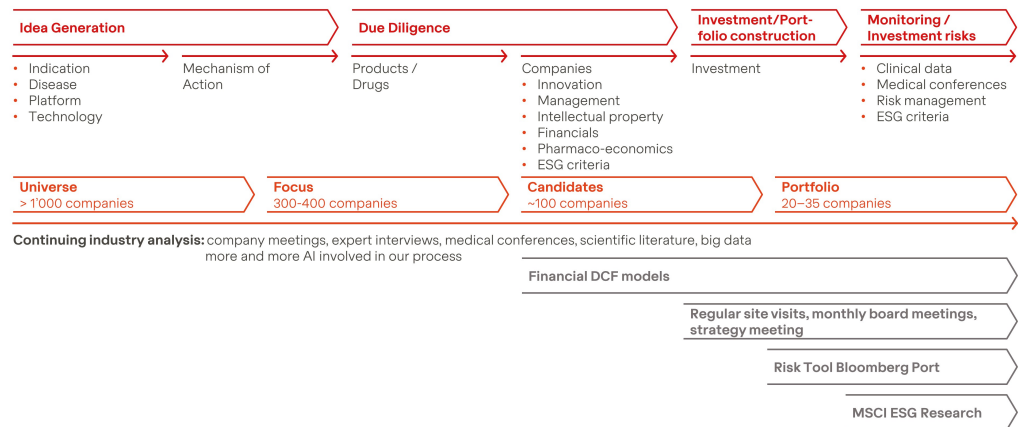 Idea Generation
Due Diligence
Investment/Port-
folio construction
Monitoring /
Investment risks
• Indication
• Disease
• Platform
• Technology
Mechanism of
Action
Products /
Drugs
Companies
• Innovation
• Management
• Intellectual property
• Financials
• Pharmaco-economics
• ESG criteria
Investment
• Clinical data
• Medical conferences
• Risk management
• ESG criteria
Universe
> 1'000 companies
Focus
300-400 companies
Candidates
~100 companies
Portfolio
20–35 companies
Continuing industry analysis: company meetings, expert interviews, medical conferences, scientific literature, big data
more and more AI involved in our process
Financial DCF models
Regular site visits, monthly board meetings,
strategy meeting
Risk Tool Bloomberg Port
MSCI ESG Research